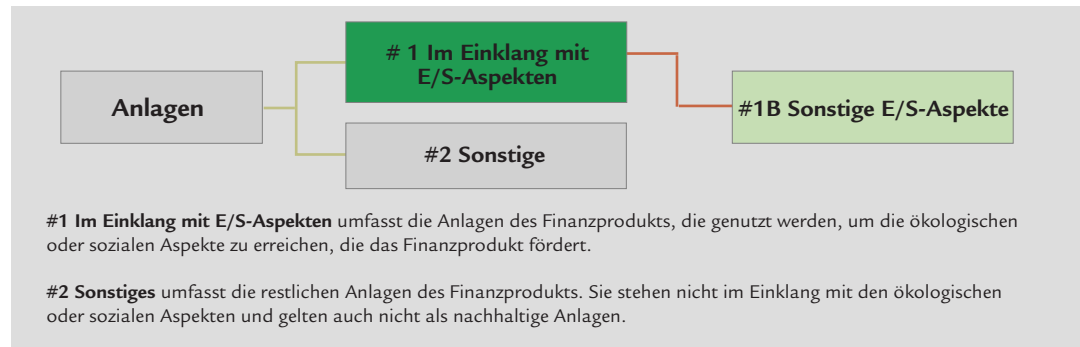 # 1 Im Einklang mit
E/S-Aspekten
Anlagen
#1B Sonstige E/S-Aspekte
#2 Sonstige
#1 Im Einklang mit E/S-Aspekten umfasst die Anlagen des Finanzprodukts, die genutzt werden, um die ökologischen
oder sozialen Aspekte zu erreichen, die das Finanzprodukt fördert.
#2 Sonstiges umfasst die restlichen Anlagen des Finanzprodukts. Sie stehen nicht im Einklang mit den ökologischen
oder sozialen Aspekten und gelten auch nicht als nachhaltige Anlagen.